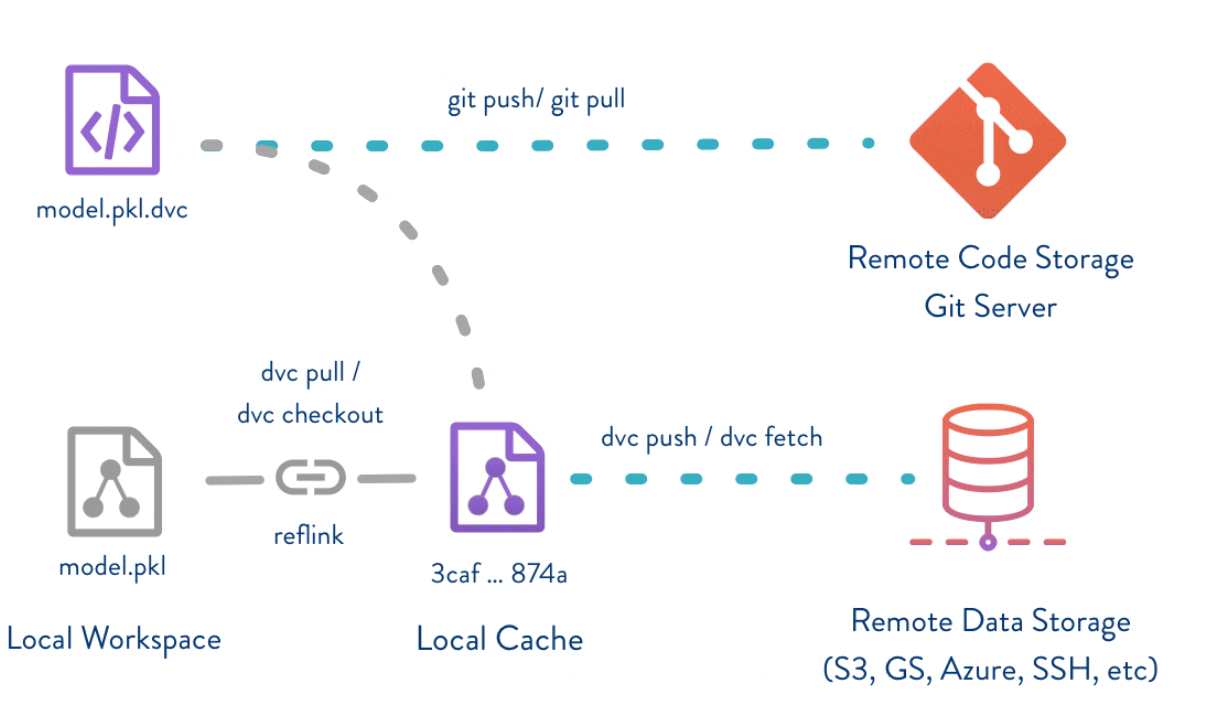 git push/ git pull
model.pkl.dvc
Remote Code Storage
Git Server
dvc pull /
dvc checkout
dvc push / dvc fetch
reflink
model.pkl
3caf ... 874a
Local Workspace
Local Cache
Remote Data Storage
(S3, GS, Azure, SSH, etc)